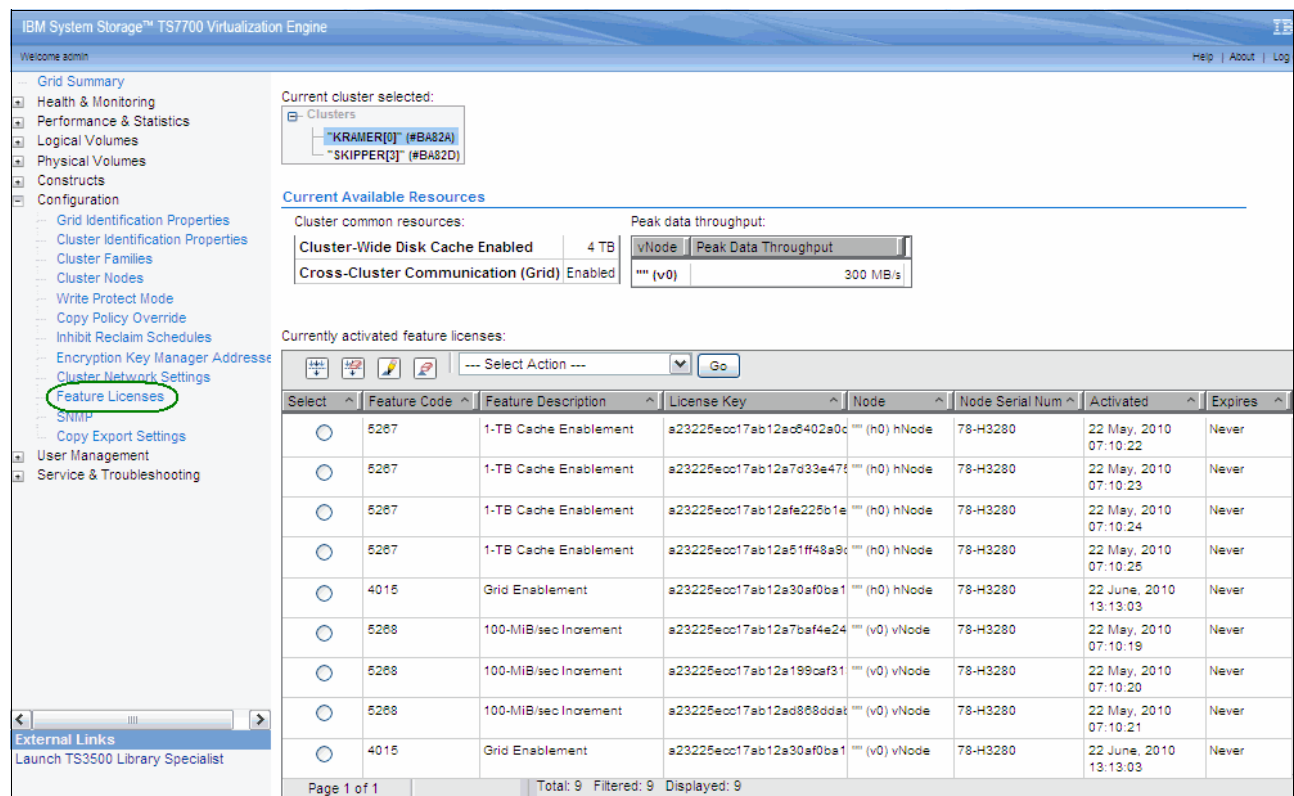 IBM System Storage™ TS7700 Virtualization Engine
Welcome admin
Help | About | Log
Grid Summary
Health & Monitoring
Performance & Statistics
Logical Volumes
Physical Volumes
Constructs
Configuration
Grid Identification Properties
Cluster Identification Properties
Cluster Families
Cluster Nodes
Write Protect Mode
Copy Policy Override
Inhibit Reclaim Schedules
Encryption Key Manager Addresse
Cluster Network Settings
Feature Licenses
SNMP
Copy Export Settings
User Management
Service & Troubleshooting
External Links
Launch TS3500 Library Specialist
Current cluster selected:
Clusters
"KRAMER[0]" (#BA82A)
"SKIPPER[3]" (#BA82D)
Current Available Resources
Cluster common resources:
Cluster-Wide Disk Cache Enabled 4 TB
Cross-Cluster Communication (Grid) Enabled
Peak data throughput:
vNode Peak Data Throughput
"" (v0) 300 MB/s
Currently activated feature licenses:
--- Select Action --- Go
Select Feature Code Feature Description License Key Node Node Serial Num Activated Expires
5267 1-TB Cache Enablement a23225ecc17ab12ac6402a0c "" (h0) hNode 78-H3280 22 May, 2010 07:10:22 Never
5267 1-TB Cache Enablement a23225ecc17ab12a7d33e475 "" (h0) hNode 78-H3280 22 May, 2010 07:10:23 Never
5267 1-TB Cache Enablement a23225ecc17ab12afe225b1e "" (h0) hNode 78-H3280 22 May, 2010 07:10:24 Never
5267 1-TB Cache Enablement a23225ecc17ab12a51ff48a9c "" (h0) hNode 78-H3280 22 May, 2010 07:10:25 Never
4015 Grid Enablement a23225ecc17ab12a30af0ba1 "" (h0) hNode 78-H3280 22 June, 2010 13:13:03 Never
5268 100-MiB/sec Increment a23225ecc17ab12a7baf4e24 "" (v0) vNode 78-H3280 22 May, 2010 07:10:19 Never
5268 100-MiB/sec Increment a23225ecc17ab12a199caf31 "" (v0) vNode 78-H3280 22 May, 2010 07:10:20 Never
5268 100-MiB/sec Increment a23225ecc17ab12ad868ddab "" (v0) vNode 78-H3280 22 May, 2010 07:10:21 Never
4015 Grid Enablement a23225ecc17ab12a30af0ba1 "" (v0) vNode 78-H3280 22 June, 2010 13:13:03 Never
Page 1 of 1 Total: 9 Filtered: 9 Displayed: 9